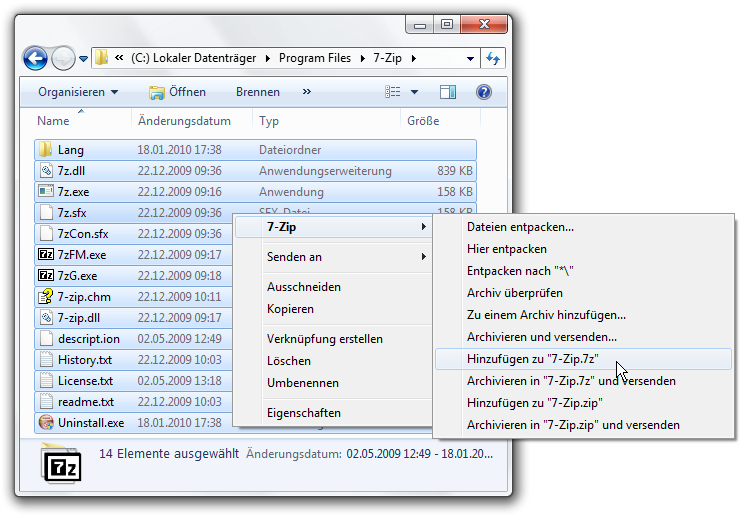 « (C:) Lokaler Datenträger Program Files 7-Zip
Organisieren Öffnen Brennen »
Name Änderungsdatum Typ Größe
Lang 18.01.2010 17:38 Dateiordner
7z.dll 22.12.2009 09:36 Anwendungserweiterung 839 KB
7z.exe 22.12.2009 09:16 Anwendung 158 KB
7z.sfx 22.12.2009 09:36 SFX-Datei 158 KB
7zCon.sfx 22.12.2009 09:36
7zFM.exe 22.12.2009 09:17
7zG.exe 22.12.2009 09:18
7-zip.chm 22.12.2009 10:11
7-zip.dll 22.12.2009 09:17
descript.ion 02.05.2009 12:49
History.txt 22.12.2009 10:03
License.txt 02.05.2009 13:18
readme.txt 22.12.2009 10:03
Uninstall.exe 18.01.2010 17:38
7-Zip
Senden an
Ausschneiden
Kopieren
Verknüpfung erstellen
Löschen
Umbenennen
Eigenschaften
Dateien entpacken...
Hier entpacken
Entpacken nach "*\"
Archiv überprüfen
Zu einem Archiv hinzufügen...
Archivieren und versenden...
Hinzufügen zu "7-Zip.7z"
Archivieren in "7-Zip.7z" und versenden
Hinzufügen zu "7-Zip.zip"
Archivieren in "7-Zip.zip" und versenden
7z
14 Elemente ausgewählt Änderungsdatum: 02.05.2009 12:49 - 18.01.20...